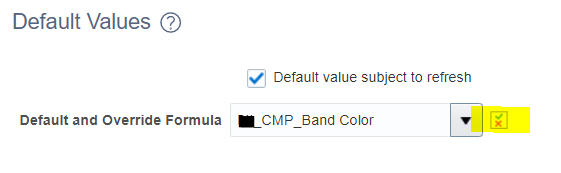 Default Values ?
Default value subject to refresh
Default and Override Formula _CMP_Band Color